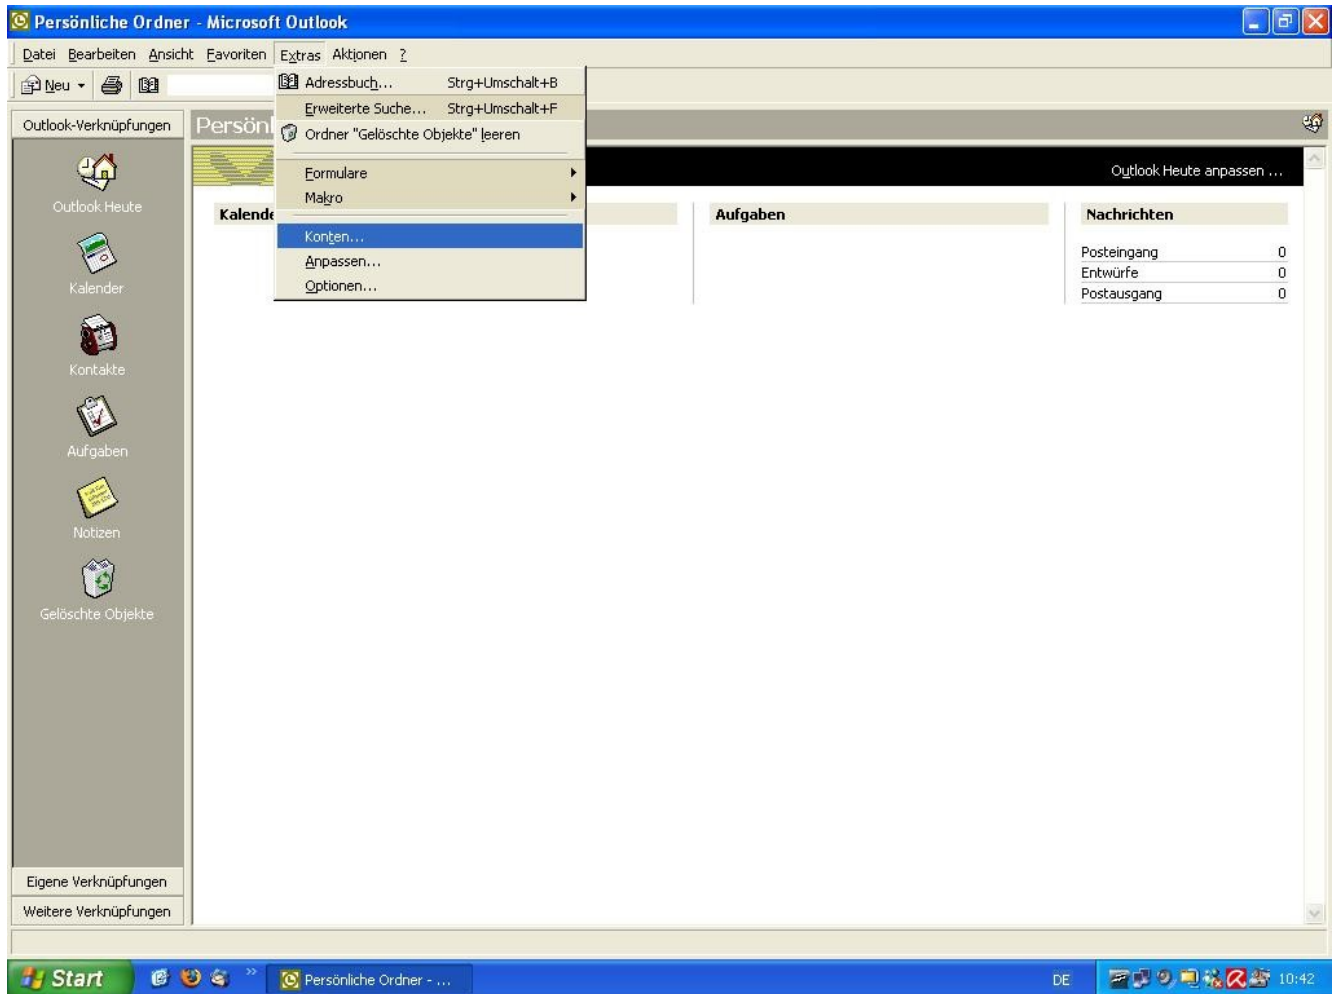 Persönliche Ordner - Microsoft Outlook
Datei Bearbeiten Ansicht Favoriten Extras Aktionen ?
Neu
Adressbuch... Strg+Umschalt+B
Erweiterte Suche... Strg+Umschalt+F
Ordner "Gelöschte Objekte" leeren
Formulare
Makro
Konten...
Anpassen...
Optionen...
Outlook-Verknüpfungen
Outlook Heute
Kalender
Kontakte
Aufgaben
Notizen
Gelöschte Objekte
Eigene Verknüpfungen
Weitere Verknüpfungen
Persönl
Outlook Heute anpassen ...
Kalende
Aufgaben
Nachrichten
Posteingang 0
Entwürfe 0
Postausgang 0
Start
Persönliche Ordner - ...
DE
10:42